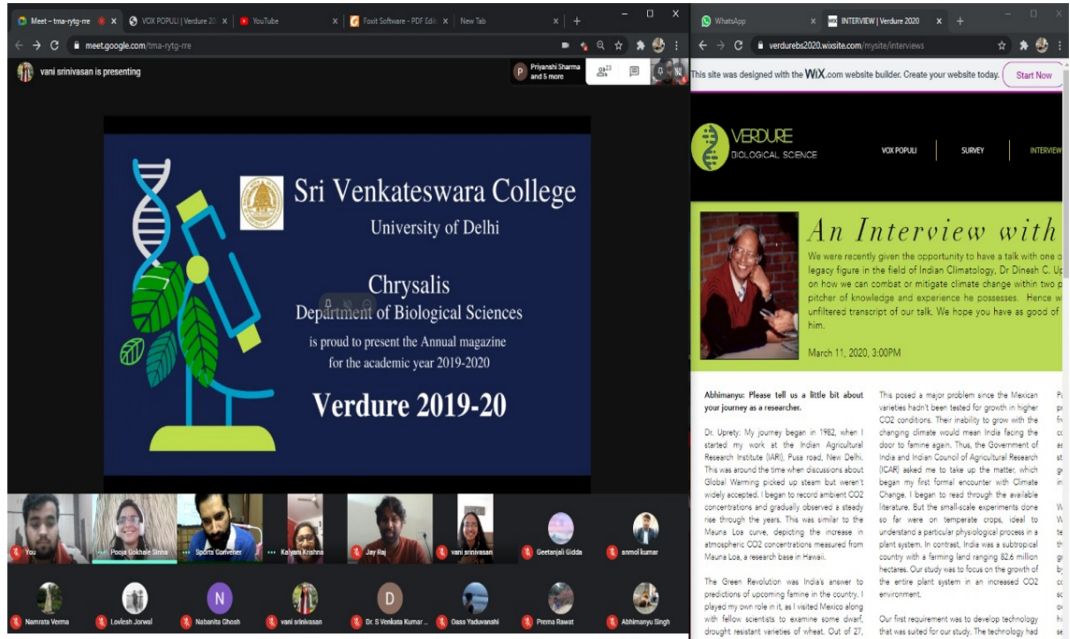 Meet – tma-rytg-rre
VOX POPULI | Verdure 20
YouTube
Foxit Software - PDF Edi
New Tab
meet.google.com/tma-rytg-rre
vani srinivasan is presenting
P
Priyanshi Sharma
and 5 more
23
Sri Venkateswara College
University of Delhi
Chrysalis
Department of Biological Sciences
is proud to present the Annual magazine
for the academic year 2019-2020
Verdure 2019-20
You
Pooja Gokhale Sinha
Sports Convener
Kalyani Krishna
Jay Raj
vani srinivasan
Geetanjali Gidda
anmol kumar
N
D
Namrata Verma
Lovlesh Jorwal
Nabanita Ghosh
vani srinivasan
Dr. S Venkata Kumar ...
Oass Yaduvanshi
Prerna Rawat
Abhimanyu Singh
WhatsApp
INTERVIEW | Verdure 2020
verdurebs2020.wixsite.com/mysite/interviews
This site was designed with the WiX.com website builder. Create your website today.
Start Now
VERDURE
BIOLOGICAL SCIENCE
VOX POPULI
SURVEY
INTERVIEW
An Interview with
We were recently given the opportunity to have a talk with one o
legacy figure in the field of Indian Climatology, Dr Dinesh C. Up
on how we can combat or mitigate climate change within two p
pitcher of knowledge and experience he possesses. Hence w
unfiltered transcript of our talk. We hope you have as good of
him.
March 11, 2020, 3:00PM
Abhimanyu: Please tell us a little bit about
your journey as a researcher.
Dr. Uprety: My journey began in 1982, when I
started my work at the Indian Agricultural
Research Institute (IARI), Pusa road, New Delhi.
This was around the time when discussions about
Global Warming picked up steam but weren't
widely accepted. I began to record ambient CO2
concentrations and gradually observed a steady
rise through the years. This was similar to the
Mauna Loa curve, depicting the increase in
atmospheric CO2 concentrations measured from
Mauna Loa, a research base in Hawaii.
The Green Revolution was India's answer to
predictions of upcoming famine in the country. I
played my own role in it, as I visited Mexico along
with fellow scientists to examine some dwarf,
drought resistant varieties of wheat. Out of 27,
This posed a major problem since the Mexican
varieties hadn't been tested for growth in higher
CO2 conditions. Their inability to grow with the
changing climate would mean India facing the
door to famine again. Thus, the Government of
India and Indian Council of Agricultural Research
(ICAR) asked me to take up the matter, which
began my first formal encounter with Climate
Change. I began to read through the available
literature. But the small-scale experiments done
so far were on temperate crops, ideal to
understand a particular physiological process in a
plant system. In contrast, India was a subtropical
country with a farming land ranging 82.6 million
hectares. Our study was to focus on the growth of
the entire plant system in an increased CO2
environment.
Our first requirement was to develop technology
that was suited for our study. The technology had